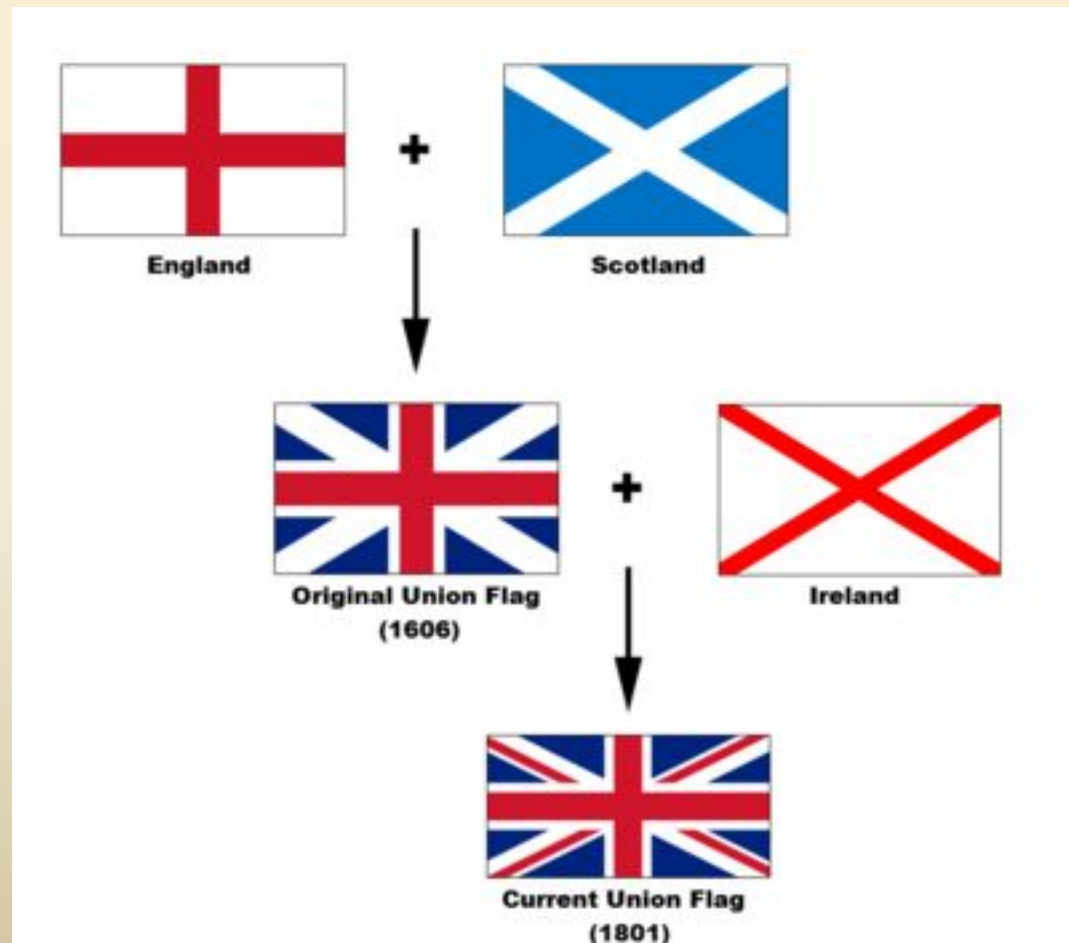 England
Scotland
Original Union Flag
(1606)
Ireland
Current Union Flag
(1801)